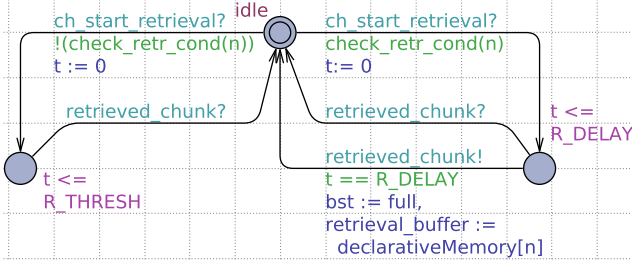 idle
ch_start_retrieval?
!(check_retr_cond(n))
t := 0
ch_start_retrieval?
check_retr_cond(n)
t:= 0
retrieved_chunk?
retrieved_chunk?
t <=
R_DELAY
t <=
R_THRESH
retrieved_chunk!
t == R_DELAY
bst := full,
retrieval_buffer :=
declarativeMemory[n]